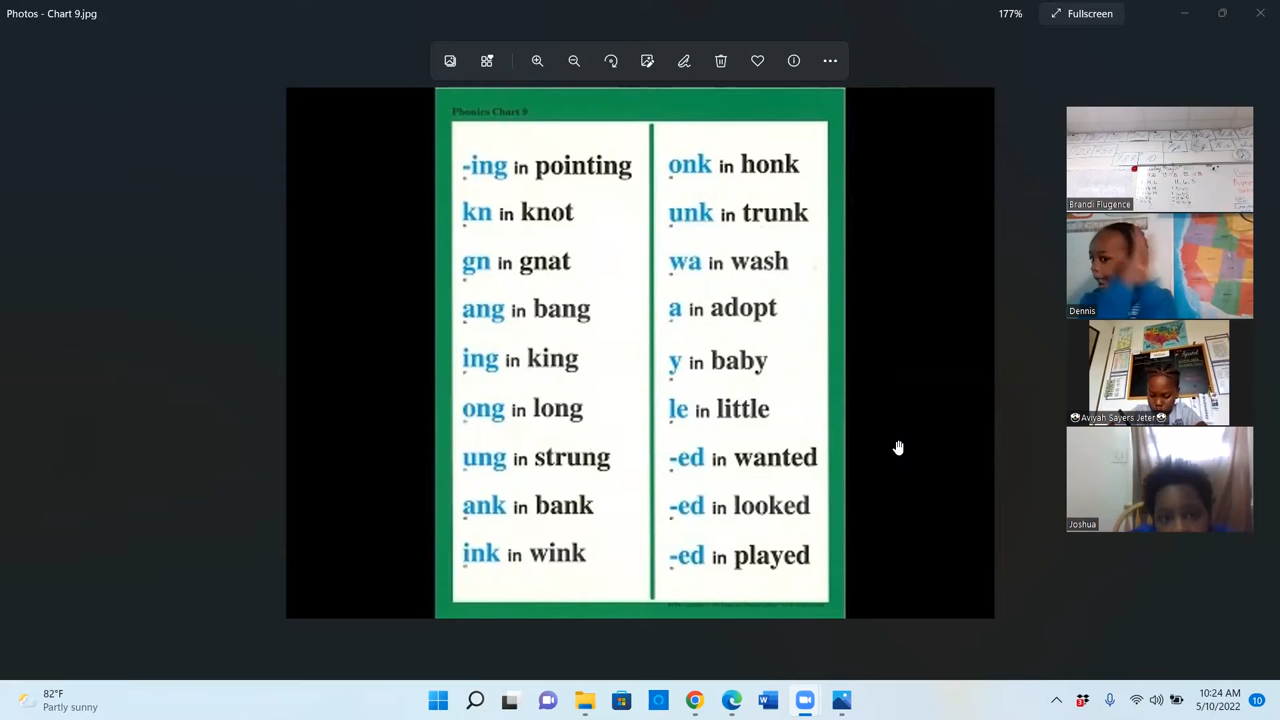 Photos - Chart 9.jpg
177%
Fullscreen
Phonics Chart 9
-ing in pointing
kn in knot
gn in gnat
ang in bang
ing in king
ong in long
ung in strung
ank in bank
ink in wink
onk in honk
unk in trunk
wa in wash
a in adopt
y in baby
le in little
-ed in wanted
-ed in looked
-ed in played
Brandi Flugence
Dennis
Aviyah Sayers Jeter
Joshua
82°F
Partly sunny
10:24 AM
5/10/2022
10